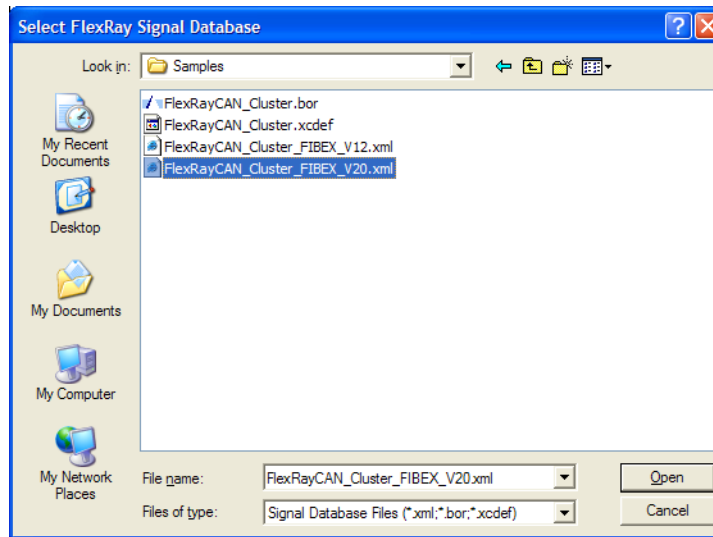 Select FlexRay Signal Database
Look in: Samples
FlexRayCAN_Cluster.bor
FlexRayCAN_Cluster.xcdef
FlexRayCAN_Cluster_FIBEX_V12.xml
FlexRayCAN_Cluster_FIBEX_V20.xml
My Recent
Documents
Desktop
My Documents
My Computer
My Network
Places
File name: FlexRayCAN_Cluster_FIBEX_V20.xml Open
Files of type: Signal Database Files (*.xml;*.bor;*.xcdef) Cancel